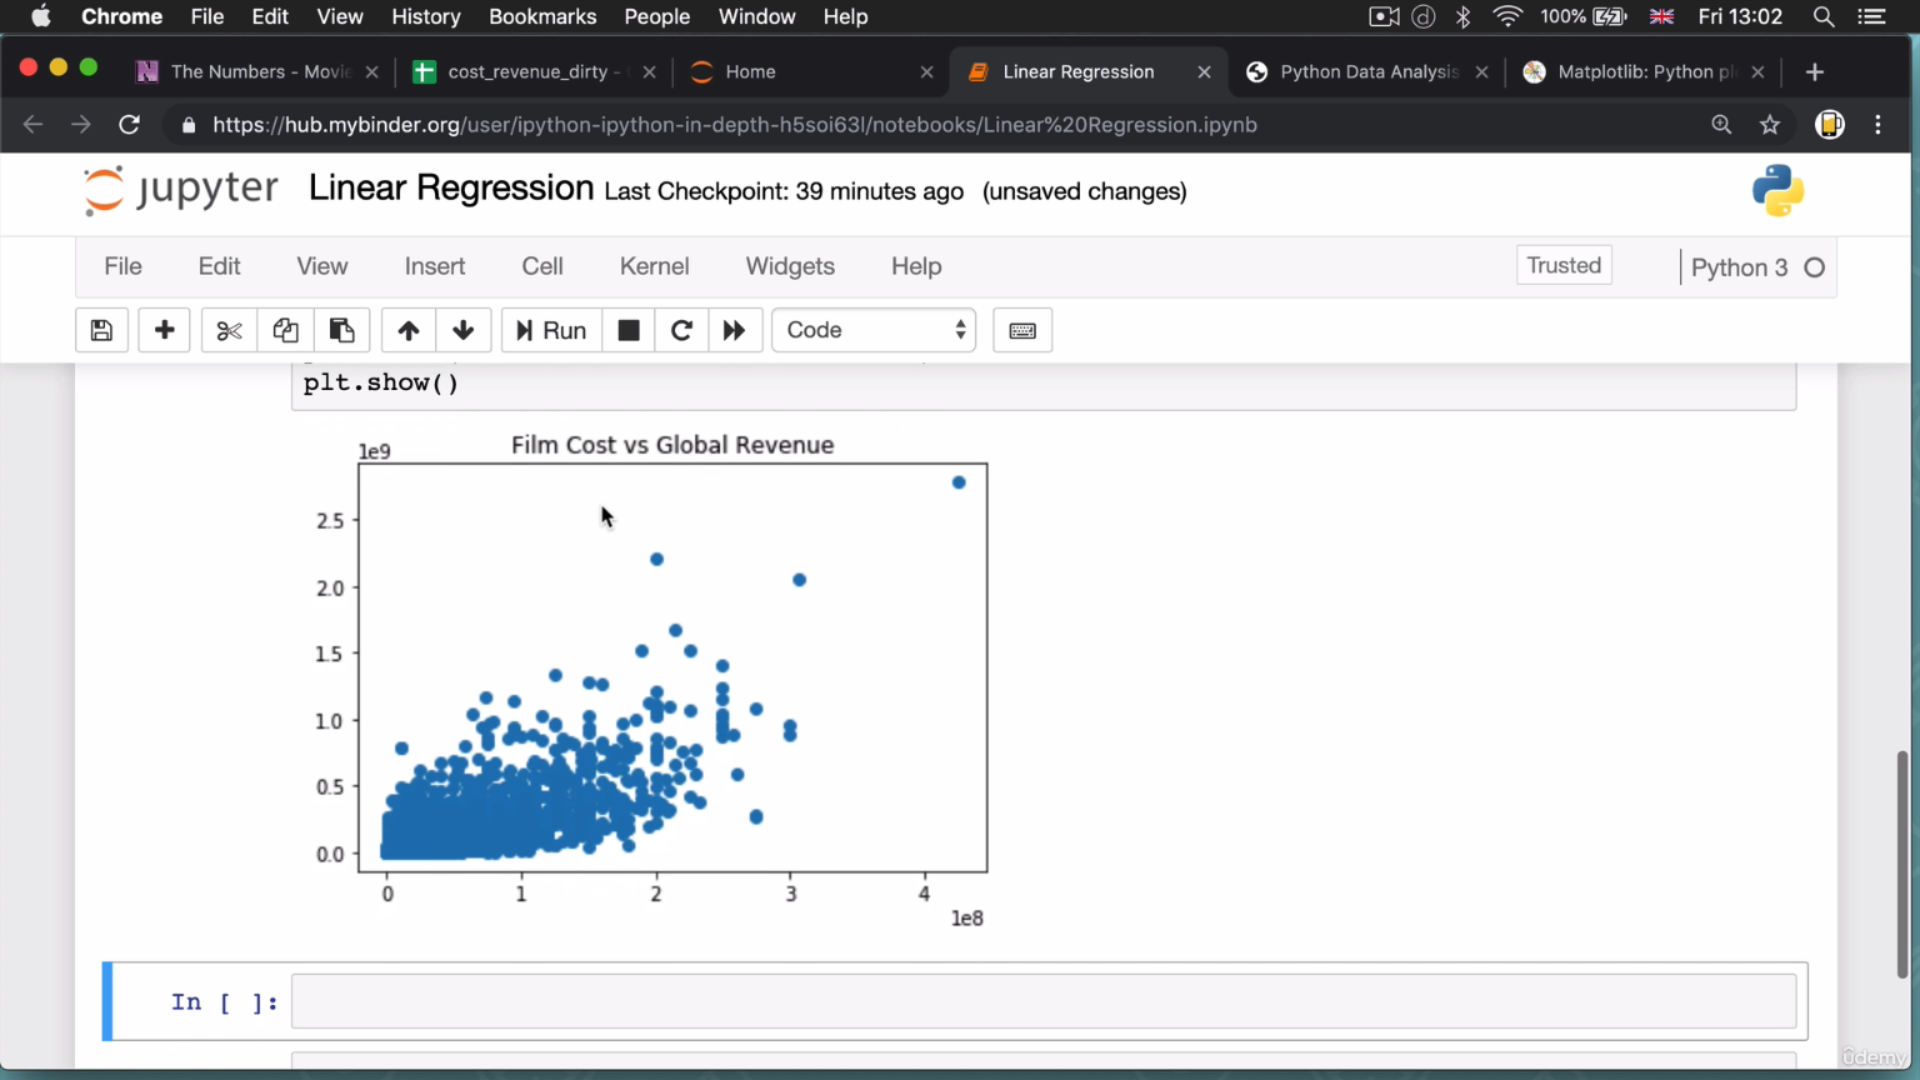 Chrome File Edit View History Bookmarks People Window Help 100% Fri 13:02
The Numbers - Movie cost_revenue_dirty - Home Linear Regression Python Data Analysis Matplotlib: Python pl
https://hub.mybinder.org/user/ipython-ipython-in-depth-h5soi63l/notebooks/Linear%20Regression.ipynb
jupyter Linear Regression Last Checkpoint: 39 minutes ago (unsaved changes)
File Edit View Insert Cell Kernel Widgets Help Trusted Python 3
Run Code
plt.show()
Film Cost vs Global Revenue
1e9
2.5
2.0
1.5
1.0
0.5
0.0
0 1 2 3 4
1e8
In [ ]:
ûdemy